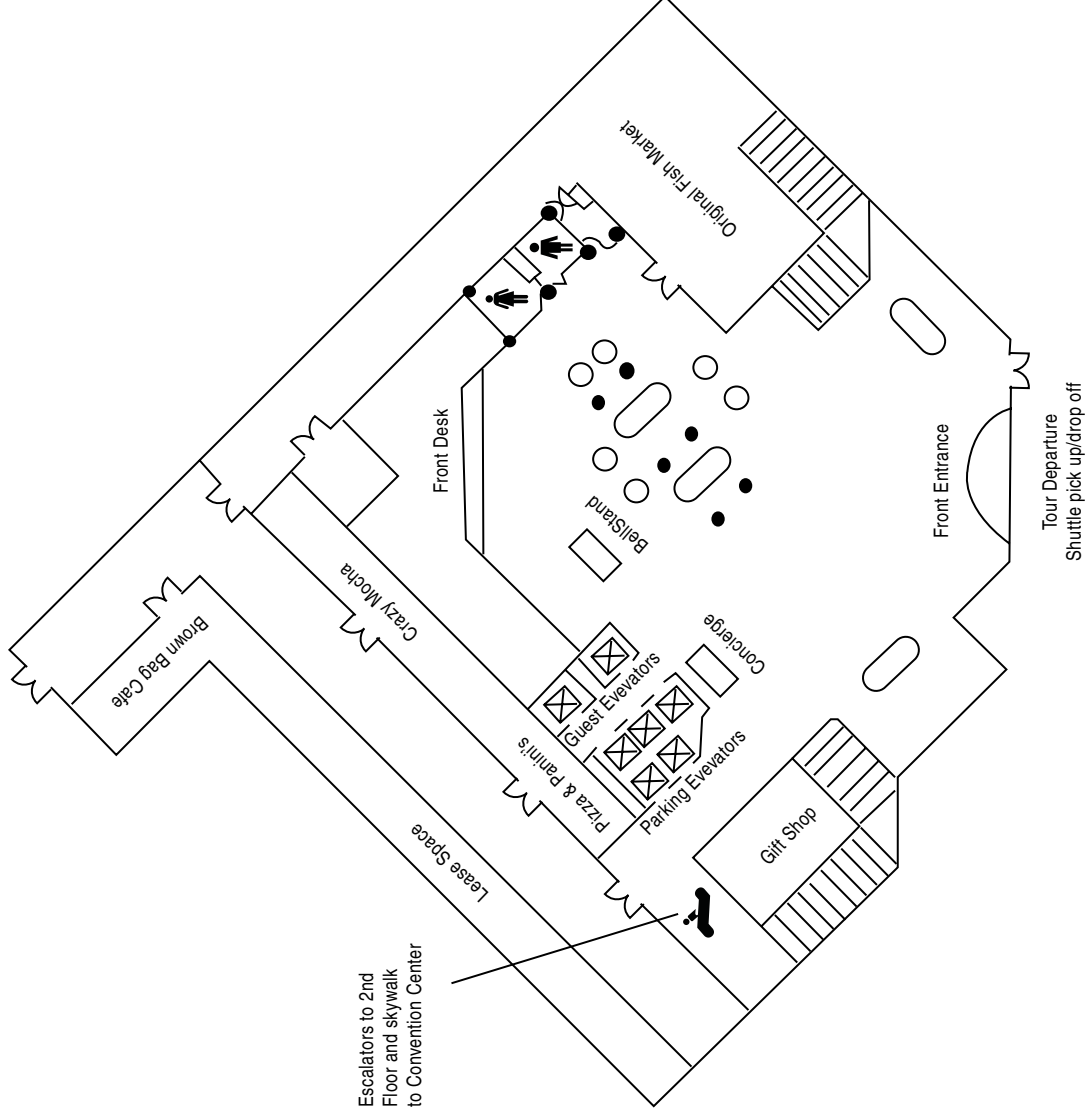 Original Fish Market
Front Desk
BellStand
Crazy Mocha
Brown Bag Cafe
Concierge
Guest Evevators
Pizza & Panini's
Parking Evevators
Lease Space
Gift Shop
Escalators to 2nd
Floor and skywalk
to Convention Center
Front Entrance
Tour Departure
Shuttle pick up/drop off